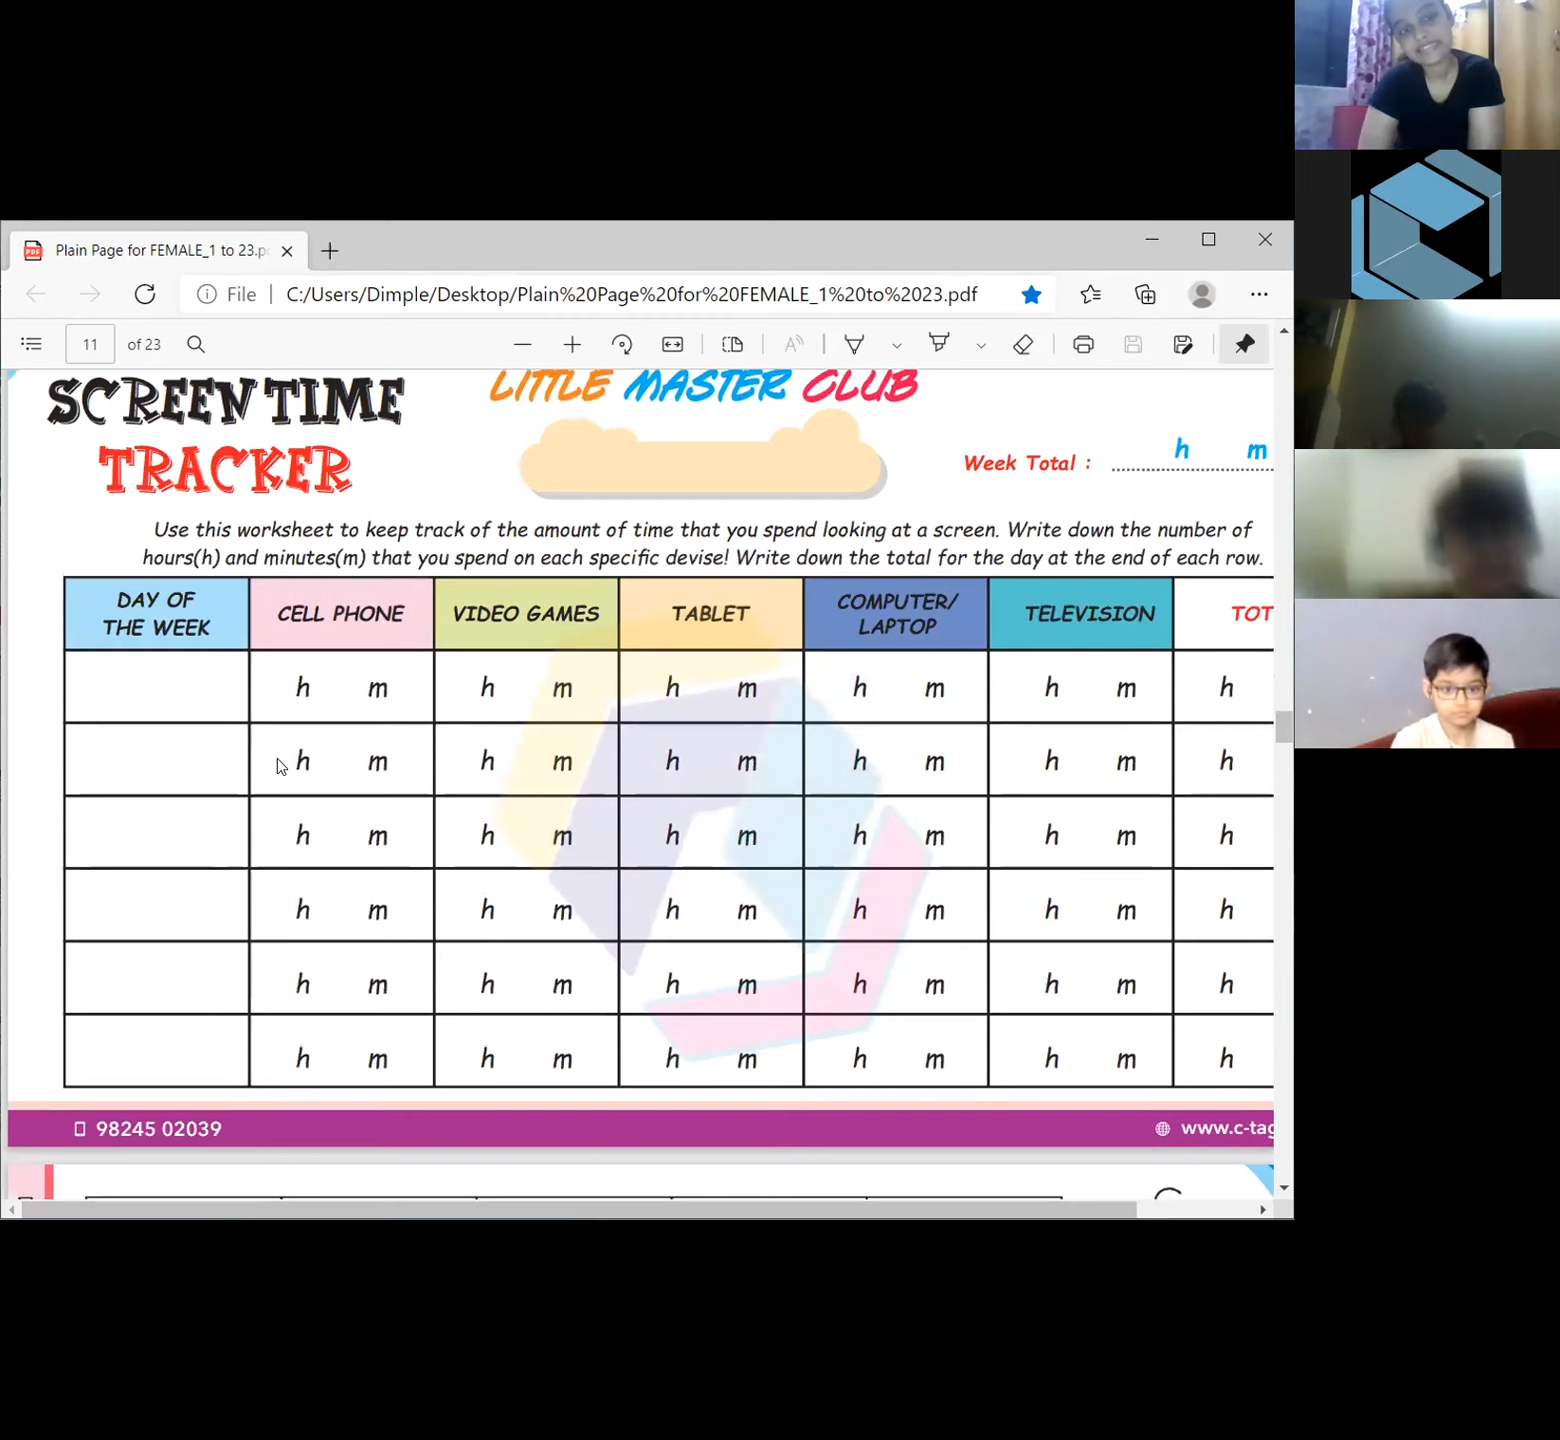 Plain Page for FEMALE_1 to 23.p
File
C:/Users/Dimple/Desktop/Plain%20Page%20for%20FEMALE_1%20to%2023.pdf
11 of 23
SCREEN TIME
TRACKER
LITTLE MASTER CLUB
Week Total : h m
Use this worksheet to keep track of the amount of time that you spend looking at a screen. Write down the number of
hours(h) and minutes(m) that you spend on each specific devise! Write down the total for the day at the end of each row.
DAY OF THE WEEK CELL PHONE VIDEO GAMES TABLET COMPUTER/ LAPTOP TELEVISION TOT
h m h m h m h m h m h
h m h m h m h m h m h
h m h m h m h m h m h
h m h m h m h m h m h
h m h m h m h m h m h
h m h m h m h m h m h
98245 02039
www.c-tag